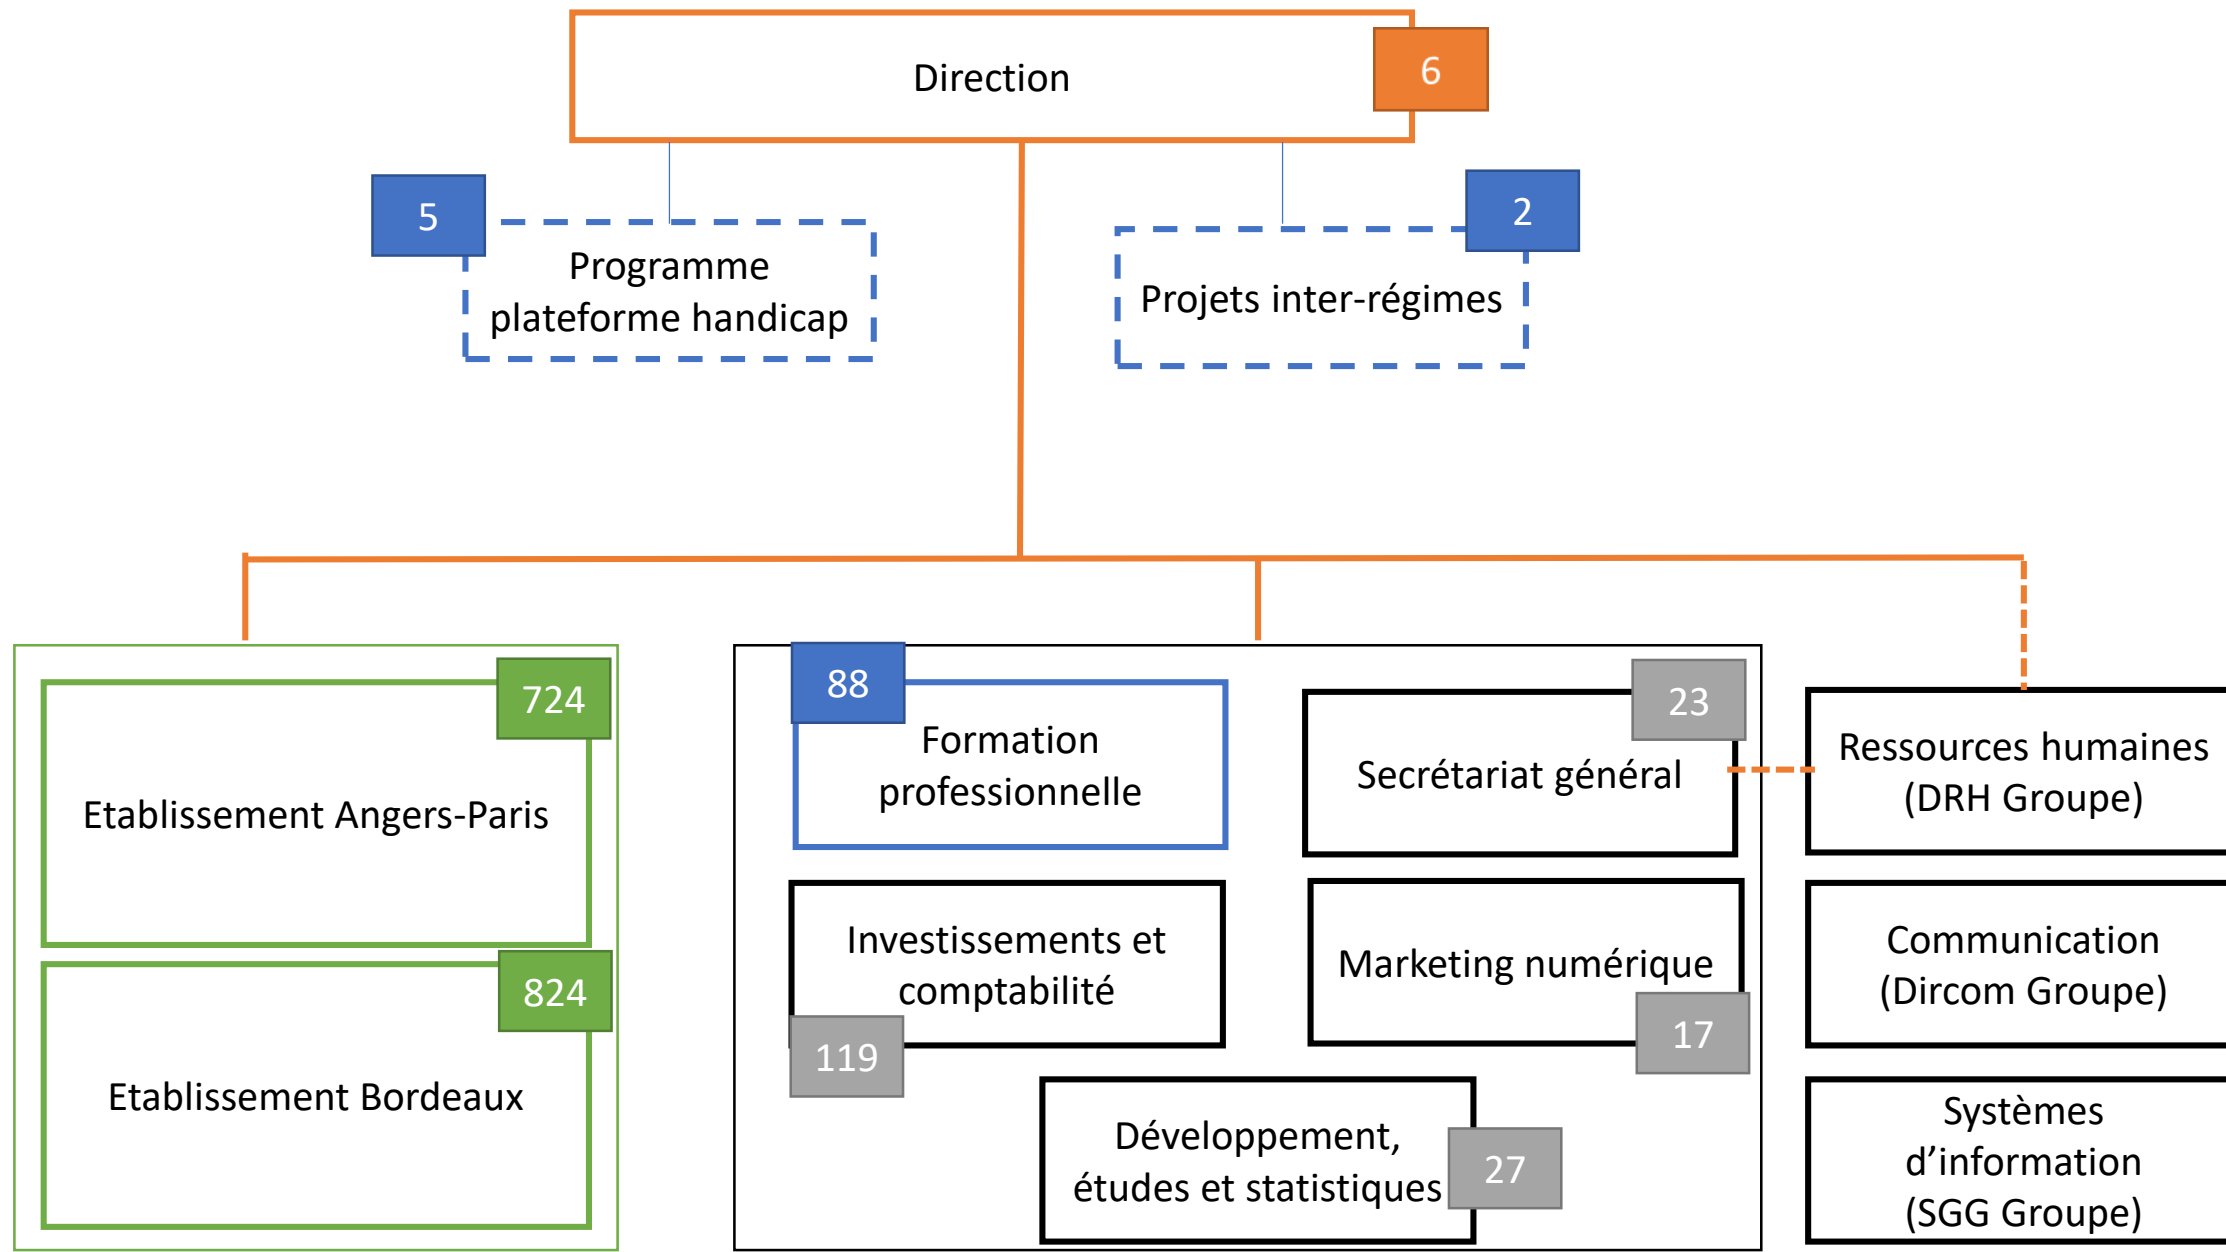 Direction
6
5
Programme
plateforme handicap
2
Projets inter-régimes
724
Etablissement Angers-Paris
824
Etablissement Bordeaux
88
Formation
professionnelle
23
Secrétariat général
Investissements et
comptabilité
119
Marketing numérique
17
Développement,
études et statistiques
27
Ressources humaines
(DRH Groupe)
Communication
(Dircom Groupe)
Systèmes
d’information
(SGG Groupe)